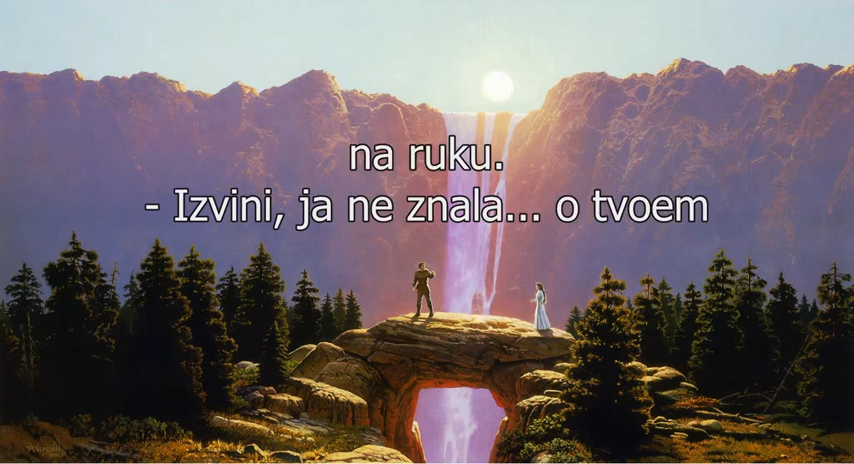 na ruku.
- Izvini, ja ne znala... o tvoem